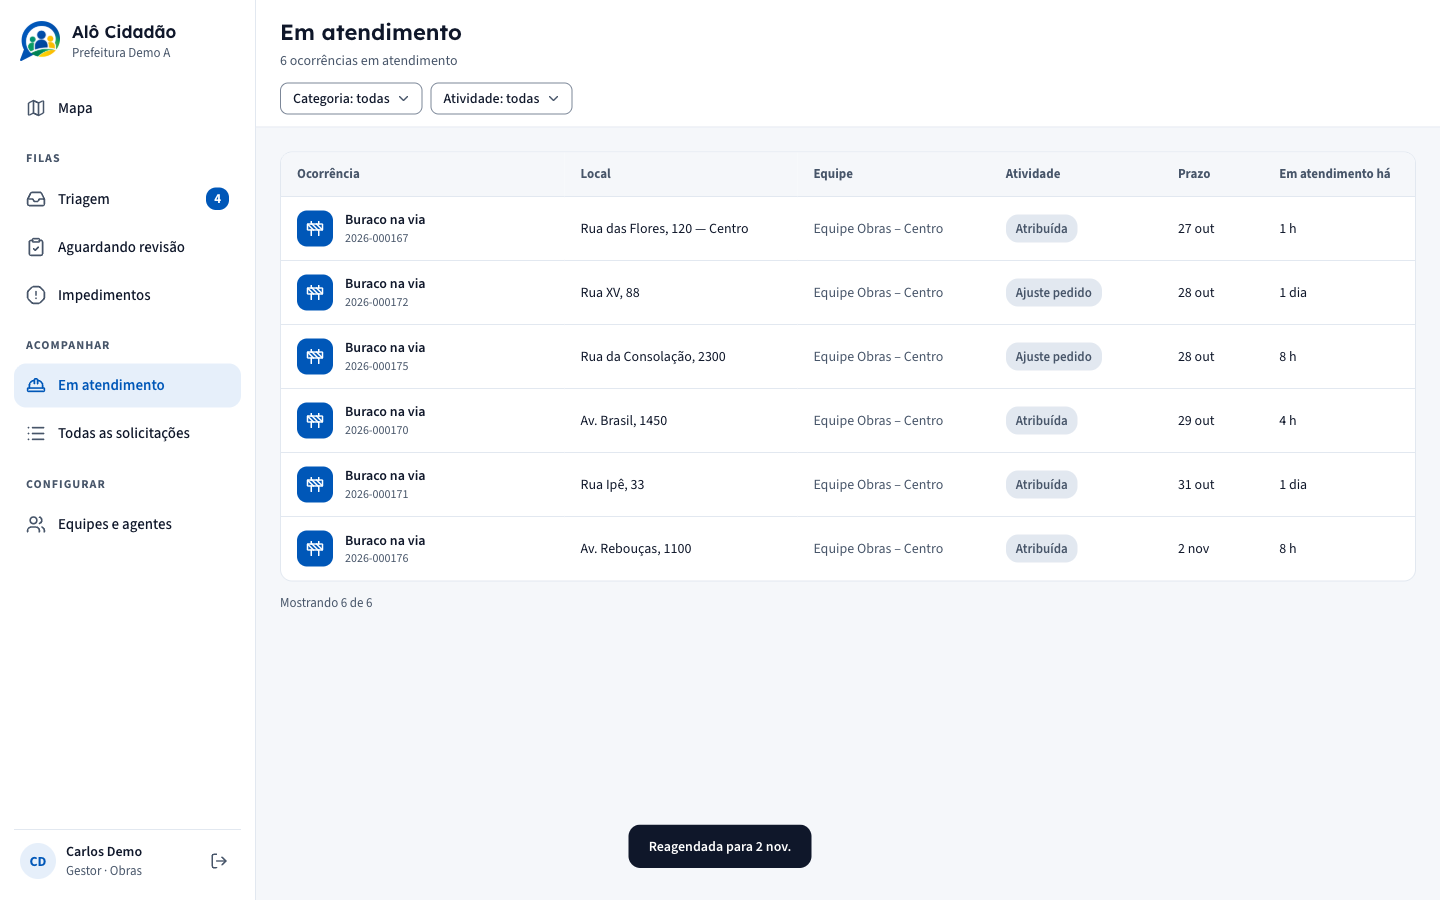 Alô Cidadão
Prefeitura Demo A
Mapa
FILAS
Triagem 4
Aguardando revisão
Impedimentos
ACOMPANHAR
Em atendimento
Todas as solicitações
CONFIGURAR
Equipes e agentes
CD
Carlos Demo
Gestor · Obras
Em atendimento
6 ocorrências em atendimento
Categoria: todas Atividade: todas
Ocorrência Local Equipe Atividade Prazo Em atendimento há
Buraco na via
2026-000167
Rua das Flores, 120 — Centro Equipe Obras – Centro Atribuída 27 out 1 h
Buraco na via
2026-000172
Rua XV, 88 Equipe Obras – Centro Ajuste pedido 28 out 1 dia
Buraco na via
2026-000175
Rua da Consolação, 2300 Equipe Obras – Centro Ajuste pedido 28 out 8 h
Buraco na via
2026-000170
Av. Brasil, 1450 Equipe Obras – Centro Atribuída 29 out 4 h
Buraco na via
2026-000171
Rua Ipê, 33 Equipe Obras – Centro Atribuída 31 out 1 dia
Buraco na via
2026-000176
Av. Rebouças, 1100 Equipe Obras – Centro Atribuída 2 nov 8 h
Mostrando 6 de 6
Reagendada para 2 nov.